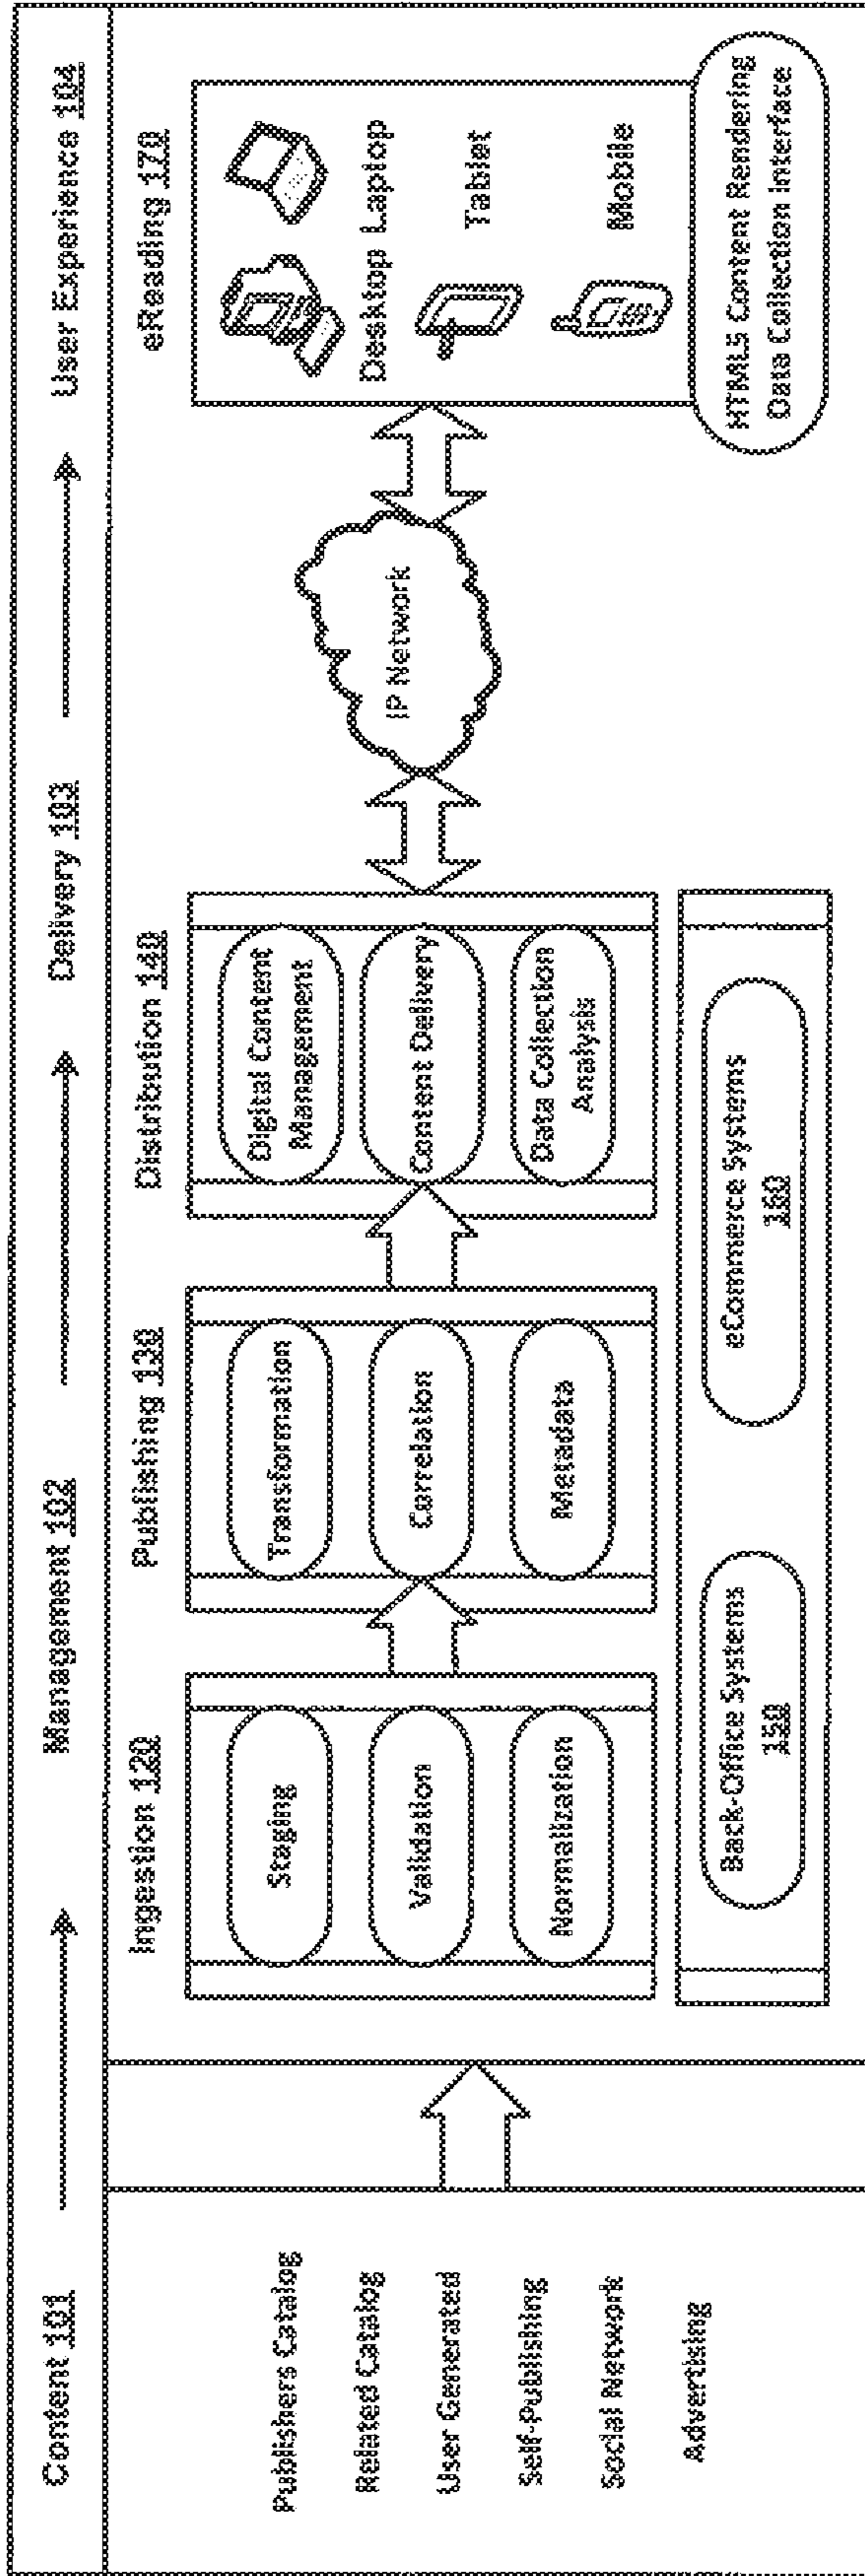 Content 101
Management 102
Delivery 103
User Experience 104
Publishers Catalog
Related Catalog
User Generated
Self-Publishing
Social Network
Advertising
Ingestion 120
Staging
Validation
Normalization
Publishing 130
Transformation
Correlation
Metadata
Distribution 140
Digital Content
Management
Content Delivery
Data Collection
Analysis
Back-Office Systems
150
eCommerce Systems
160
IP Network
eReading 170
Desktop Laptop
Tablet
Mobile
HTML5 Content Rendering
Data Collection Interface